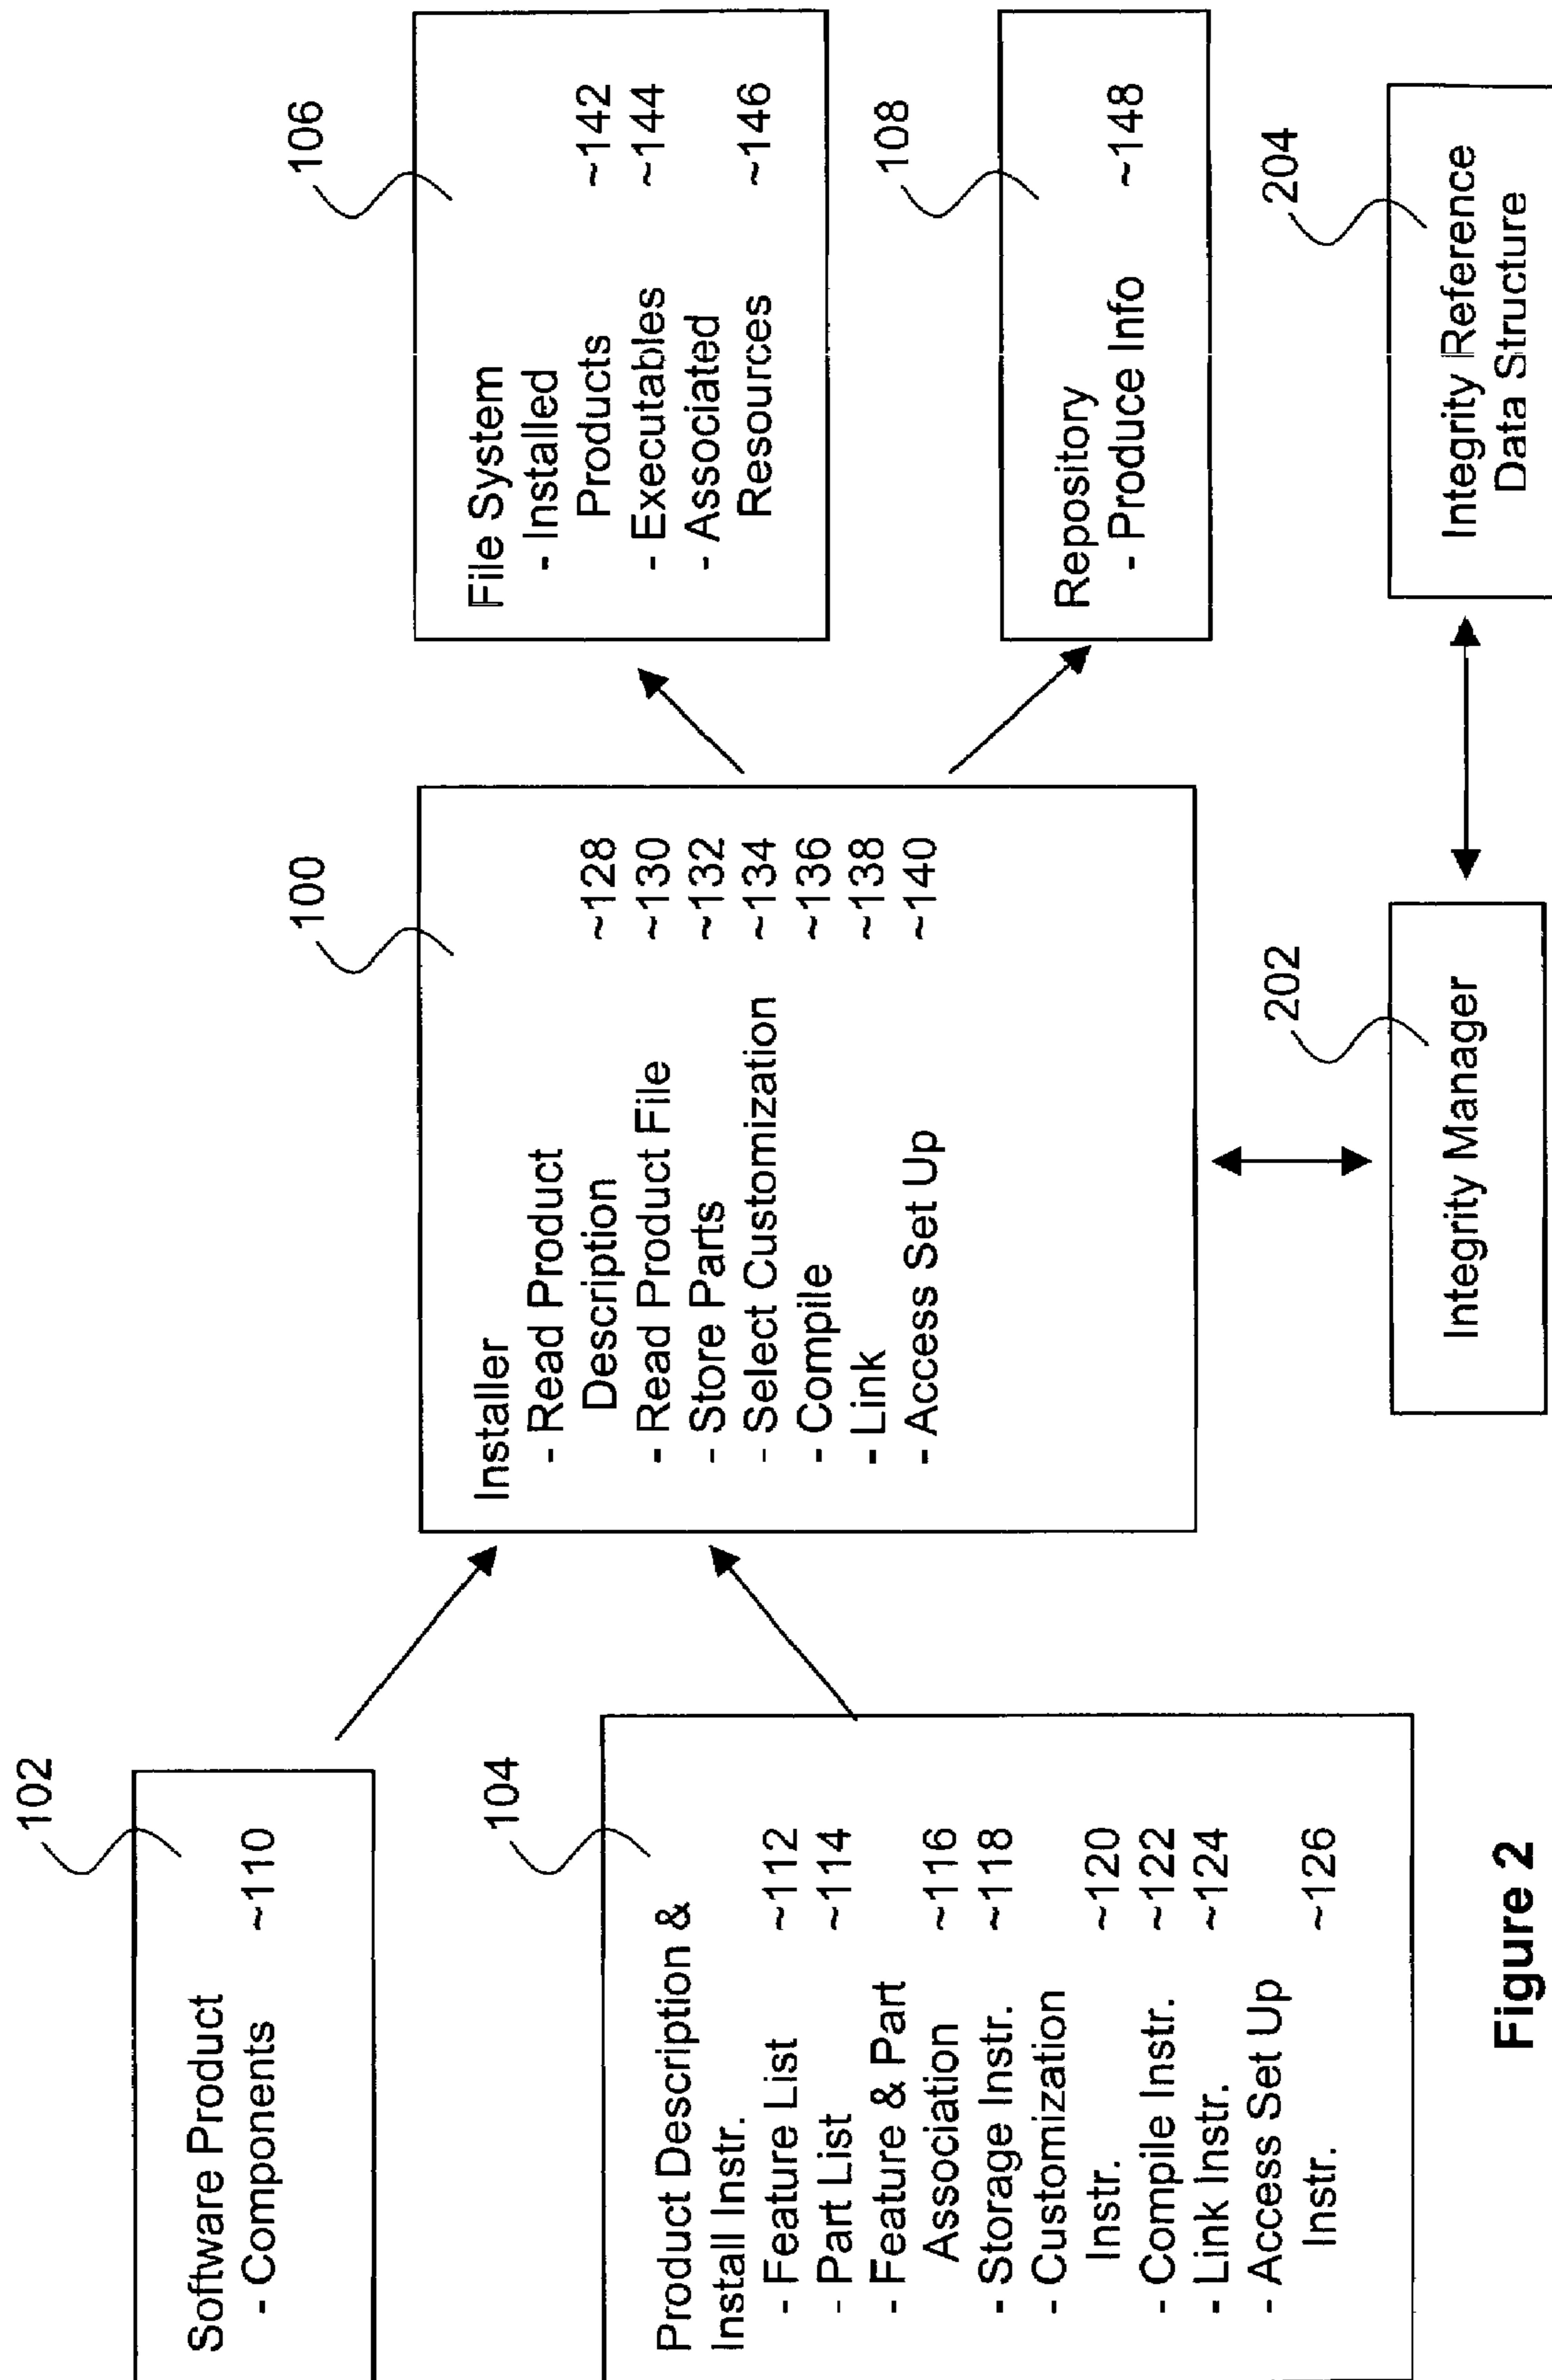 102
Software Product
- Components ~110
104
Product Description &
Install Instr.
- Feature List ~112
- Part List ~114
- Feature & Part
Association ~116
- Storage Instr. ~118
- Customization
Instr. ~120
- Compile Instr. ~122
- Link Instr. ~124
- Access Set Up
Instr. ~126
100
Installer
- Read Product
Description ~128
- Read Product File ~130
- Store Parts ~132
- Select Customization ~134
- Compile ~136
- Link ~138
- Access Set Up ~140
106
File System
- Installed
Products ~142
- Executables ~144
- Associated
Resources ~146
108
Repository
- Produce Info ~148
202
Integrity Manager
204
Integrity Reference
Data Structure
Figure 2